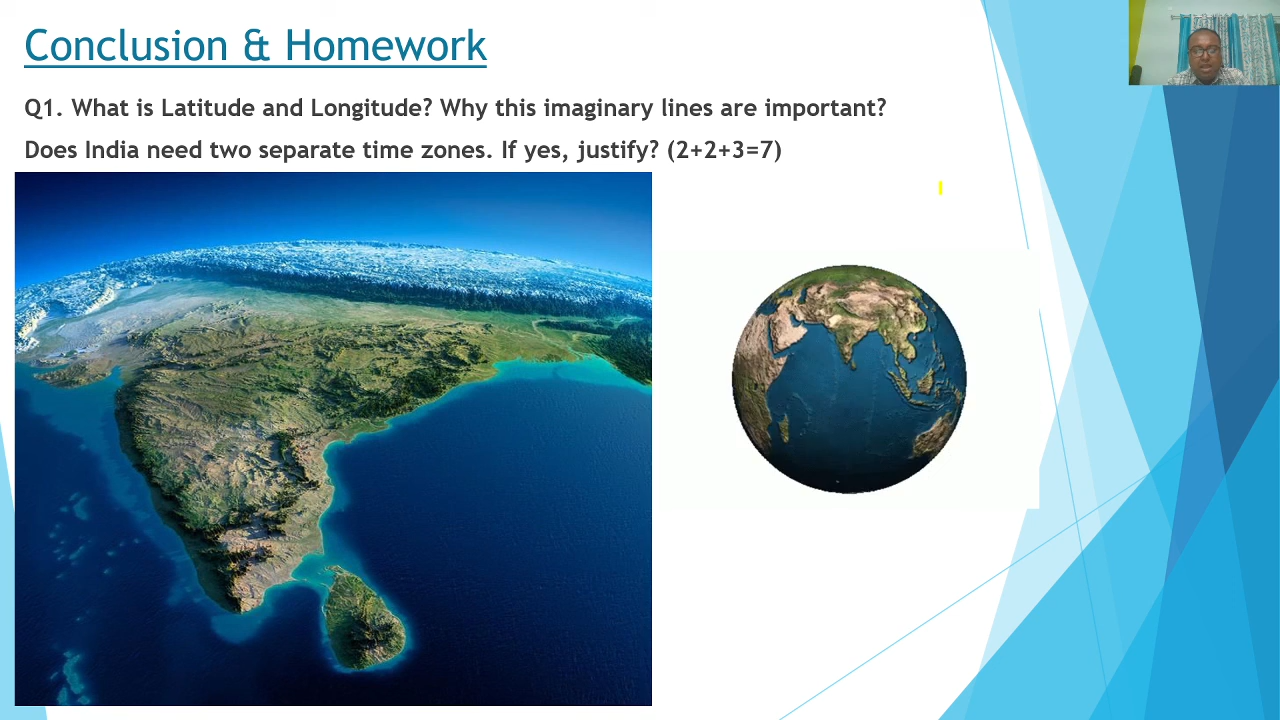 Conclusion & Homework
Q1. What is Latitude and Longitude? Why this imaginary lines are important?
Does India need two separate time zones. If yes, justify? (2+2+3=7)